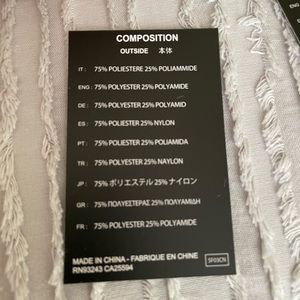 COMPOSITION
OUTSIDE 本体
IT : 75% POLIESTERE 25% POLIAMMIDE
ENG : 75% POLYESTER 25% POLYAMIDE
DE : 75% POLYESTER 25% POLYAMID
ES : 75% POLIESTER 25% NYLON
PT : 75% POLIESTER 25% POLIAMIDA
TR : 75% POLYESTER 25% NAYLON
JP : 75% ポリエステル 25% ナイロン
GR : 75% ΠΟΛΥΕΣΤΕΡΑΣ 25% ΠΟΛΥΑΜΙΔΗ
FR : 75% POLYESTER 25% POLYAMIDE
MADE IN CHINA - FABRIQUE EN CHINE
RN93243 CA25594
SF03CN